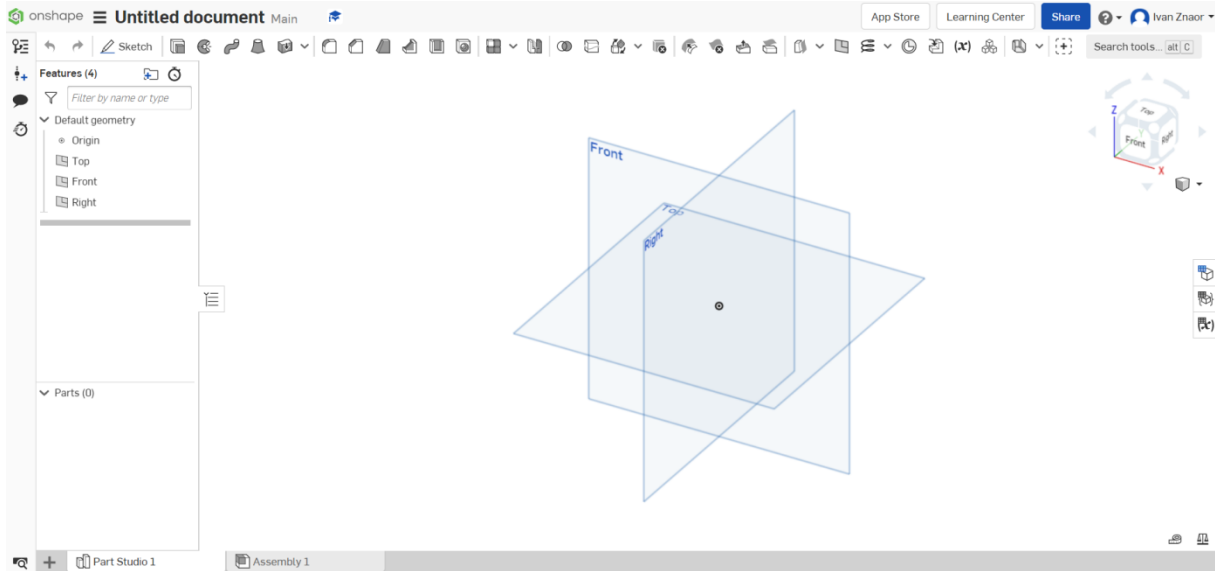 onshape Untitled document Main App Store Learning Center Share Ivan Znaor
Sketch (x) Search tools... alt C
Features (4)
Filter by name or type
Default geometry
Origin
Top
Front
Right
Front
Top
Right
Z
Top
Front
Right
Y
X
(x)
Parts (0)
Part Studio 1 Assembly 1